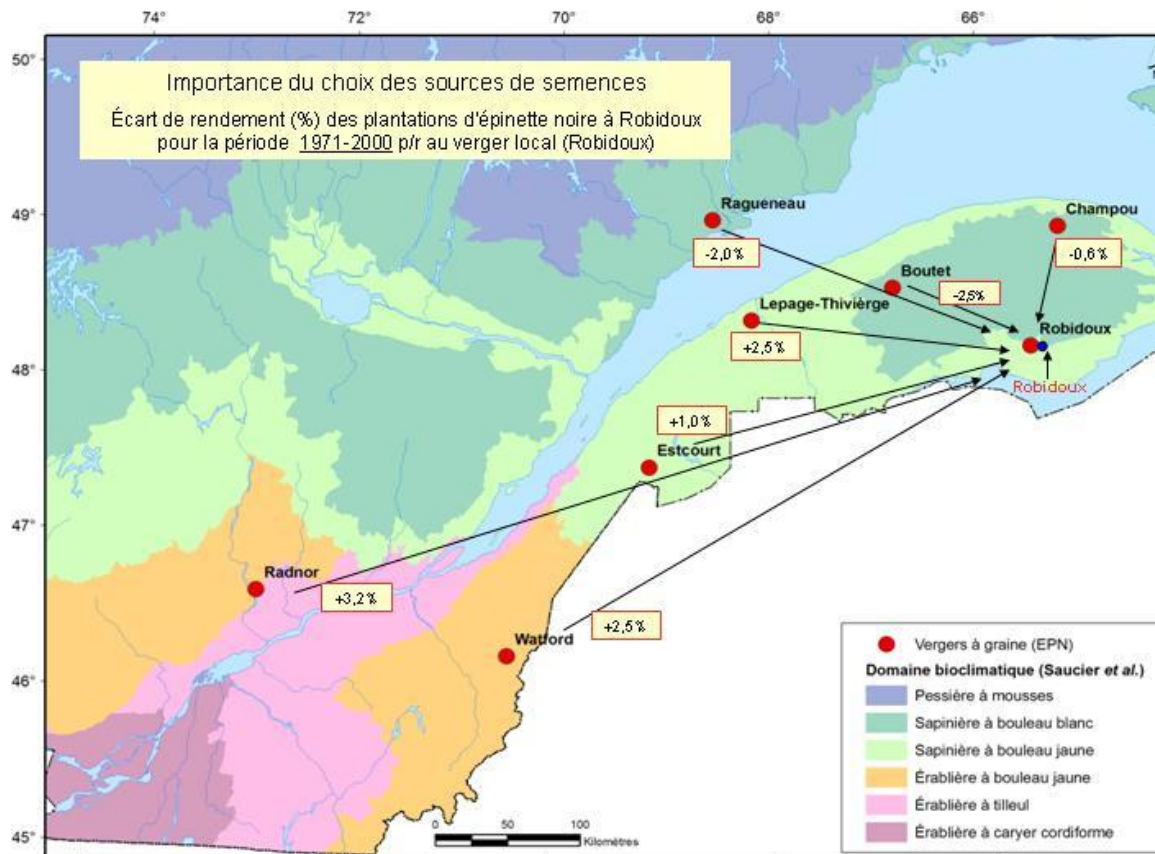 74°
72°
70°
68°
66°
50°
49°
48°
47°
46°
45°
Importance du choix des sources de semences
Écart de rendement (%) des plantations d'épinette noire à Robidoux
pour la période 1971-2000 p/r au verger local (Robidoux)
Ragueneau
-2,0%
Champou
-0,6%
Boutet
-2,5%
Lepage-Thivièrge
+2,5%
Robidoux
Robidoux
+1,0%
Estcourt
Radnor
+3,2%
Watford
+2,5%
Vergers à graine (EPN)
Domaine bioclimatique (Saucier et al.)
Pessière à mousses
Sapinière à bouleau blanc
Sapinière à bouleau jaune
Érablière à bouleau jaune
Érablière à tilleul
Érablière à caryer cordiforme
0 50 100
Kilomètres